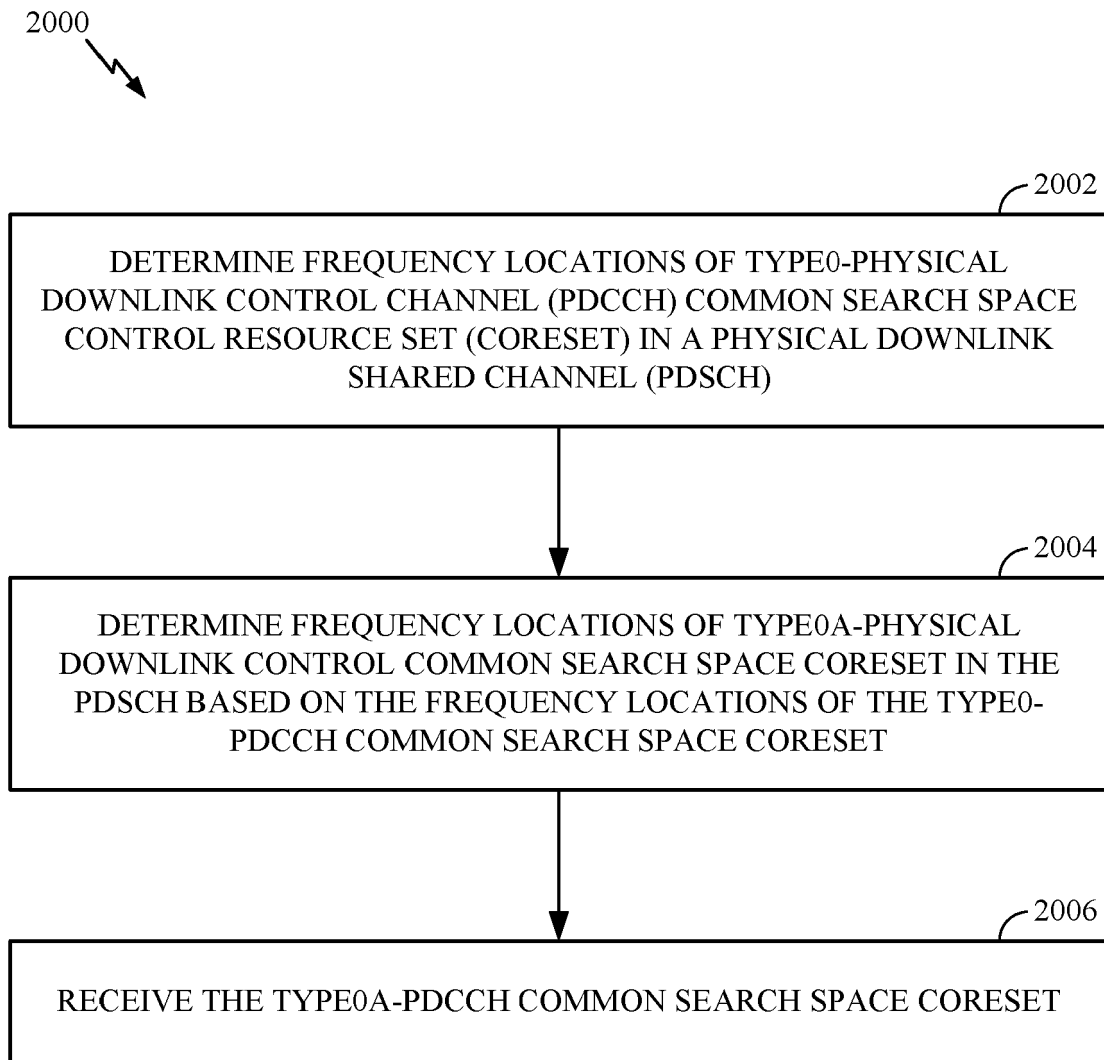 2000
2002
DETERMINE FREQUENCY LOCATIONS OF TYPE0-PHYSICAL
DOWNLINK CONTROL CHANNEL (PDCCH) COMMON SEARCH SPACE
CONTROL RESOURCE SET (CORESET) IN A PHYSICAL DOWNLINK
SHARED CHANNEL (PDSCH)
2004
DETERMINE FREQUENCY LOCATIONS OF TYPE0A-PHYSICAL
DOWNLINK CONTROL COMMON SEARCH SPACE CORESET IN THE
PDSCH BASED ON THE FREQUENCY LOCATIONS OF THE TYPE0-
PDCCH COMMON SEARCH SPACE CORESET
2006
RECEIVE THE TYPE0A-PDCCH COMMON SEARCH SPACE CORESET